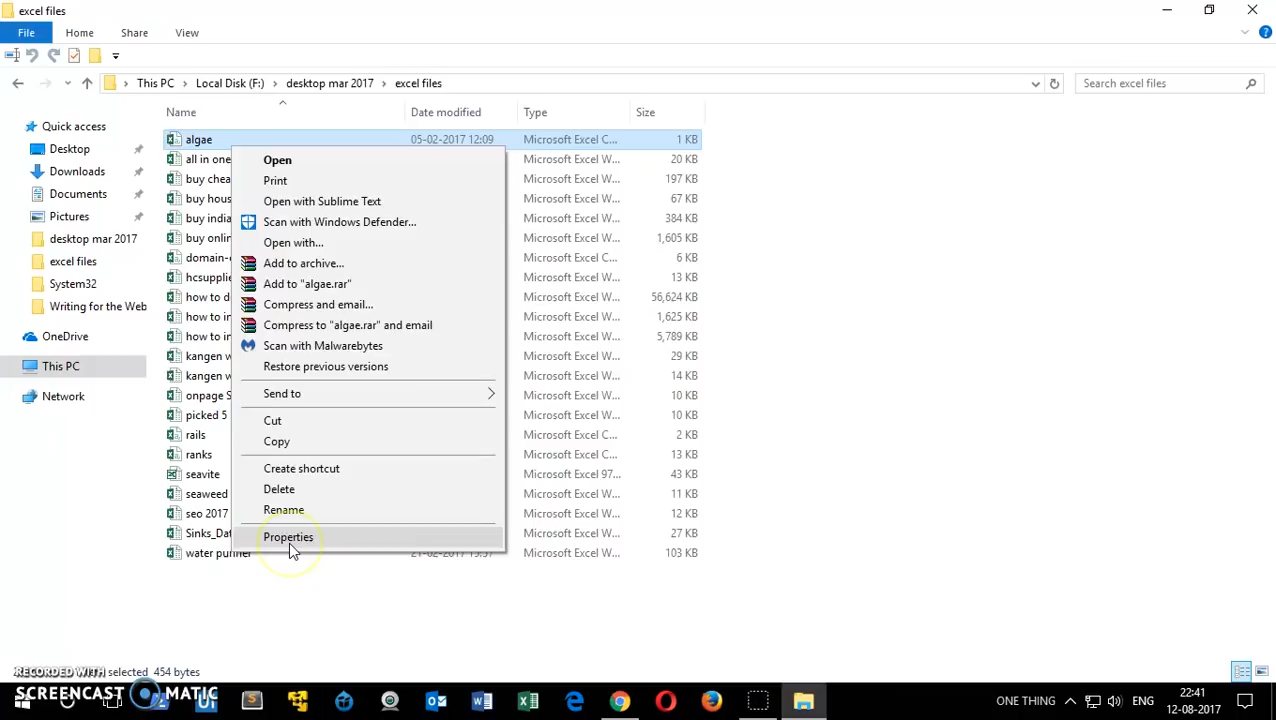 excel files
File Home Share View
This PC Local Disk (F:) desktop mar 2017 excel files Search excel files
Name Date modified Type Size
Quick access
Desktop
Downloads
Documents
Pictures
desktop mar 2017
excel files
System32
Writing for the Web
OneDrive
This PC
Network
algae 05-02-2017 12:09 Microsoft Excel C... 1 KB
all in one Microsoft Excel W... 20 KB
buy chea Microsoft Excel W... 197 KB
buy hous Microsoft Excel W... 67 KB
buy india Microsoft Excel W... 384 KB
buy onlin Microsoft Excel W... 1,605 KB
domain- Microsoft Excel C... 6 KB
hcsupplie Microsoft Excel W... 13 KB
how to d Microsoft Excel W... 56,624 KB
how to in Microsoft Excel W... 1,625 KB
how to in Microsoft Excel W... 5,789 KB
kangen w Microsoft Excel W... 29 KB
kangen w Microsoft Excel W... 14 KB
onpage S Microsoft Excel W... 10 KB
picked 5 Microsoft Excel W... 10 KB
rails Microsoft Excel C... 2 KB
ranks Microsoft Excel C... 13 KB
seavite Microsoft Excel 97... 43 KB
seaweed Microsoft Excel W... 11 KB
seo 2017 Microsoft Excel W... 12 KB
Sinks_Dat Microsoft Excel W... 27 KB
water purifier Microsoft Excel W... 103 KB
Open
Print
Open with Sublime Text
Scan with Windows Defender...
Open with...
Add to archive...
Add to "algae.rar"
Compress and email...
Compress to "algae.rar" and email
Scan with Malwarebytes
Restore previous versions
Send to
Cut
Copy
Create shortcut
Delete
Rename
Properties
selected 454 bytes
RECORDED WITH
SCREENCAST MATIC
ONE THING ENG 22:41
12-08-2017